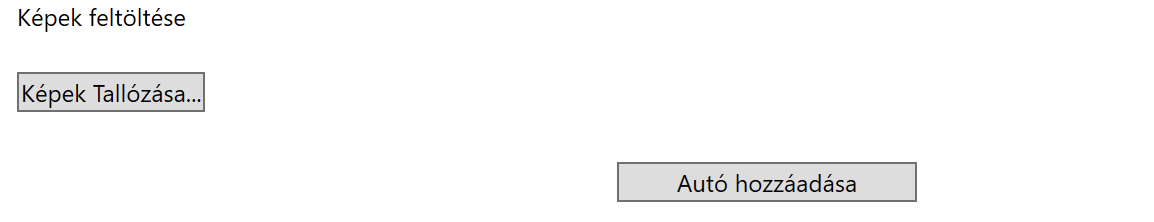 Képek feltöltése
Képek Tallózása...
Autó hozzáadása